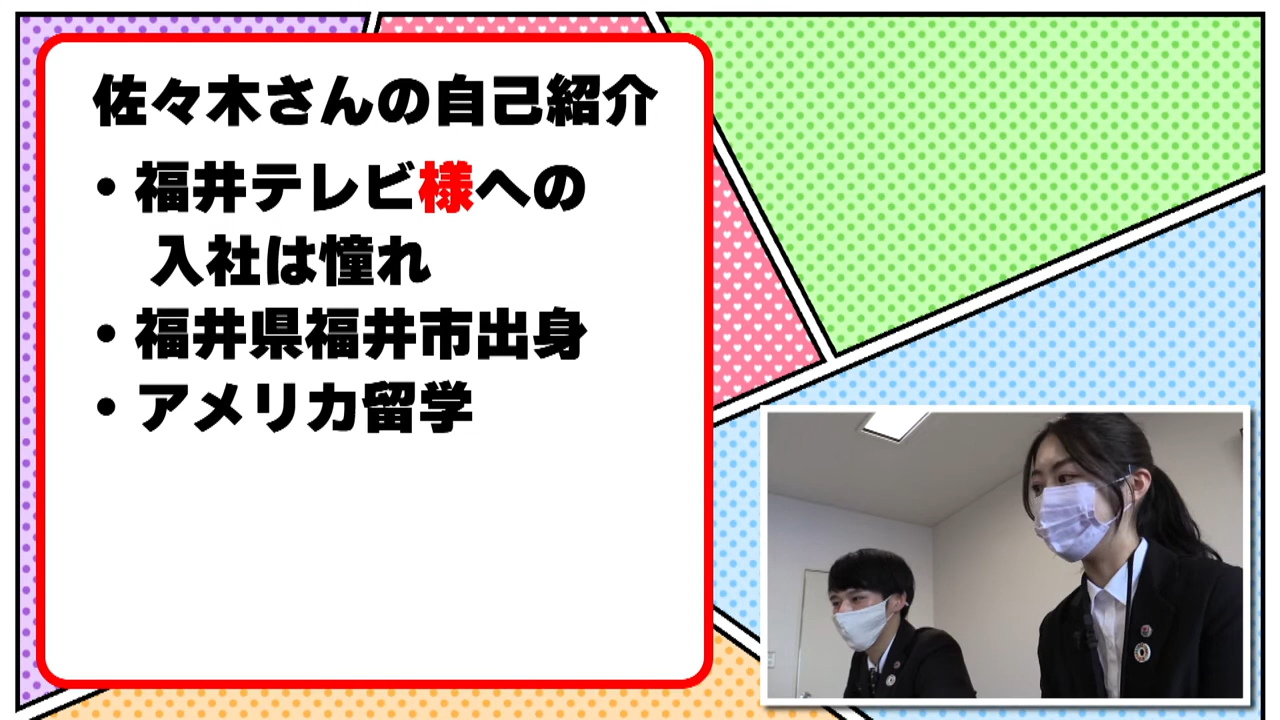 佐々木さんの自己紹介
・福井テレビ様への
入社は憧れ
・福井県福井市出身
・アメリカ留学